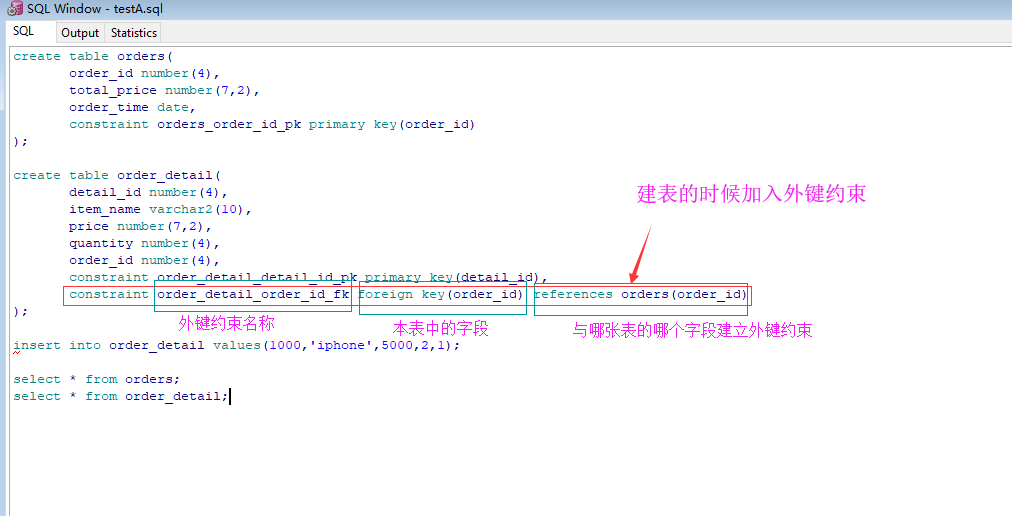 SQL Window - testA.sql
SQL Output Statistics
create table orders(
order_id number(4),
total_price number(7,2),
order_time date,
constraint orders_order_id_pk primary key(order_id)
);
create table order_detail(
detail_id number(4),
建表的时候加入外键约束
item_name varchar2(10),
price number(7,2),
quantity number(4),
order_id number(4),
constraint order_detail_detail_id_pk primary key(detail_id),
constraint order_detail_order_id_fk foreign key(order_id) references orders(order_id)
);
外键约束名称 本表中的字段 与哪张表的哪个字段建立外键约束
insert into order_detail values(1000,'iphone',5000,2,1);
select * from orders;
select * from order_detail;